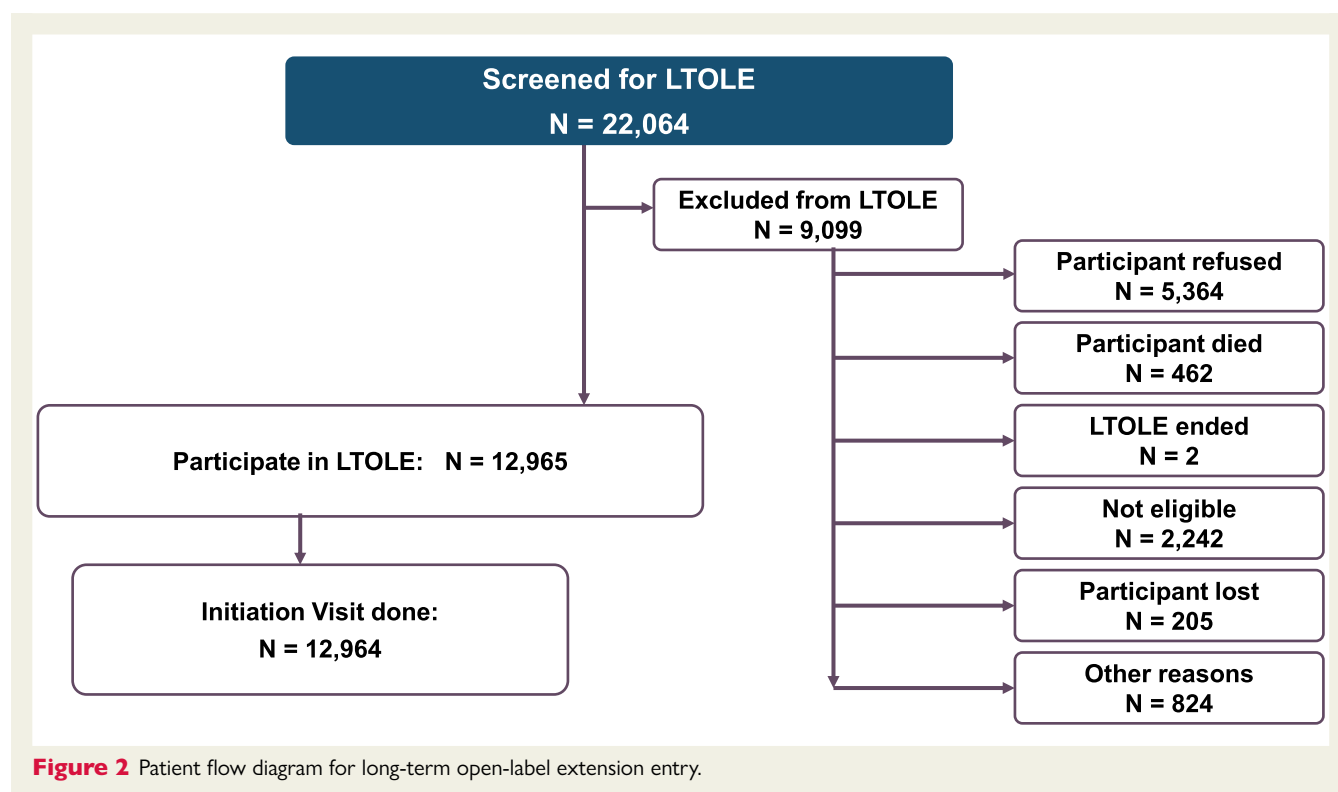 Screened for LTOLE
N = 22,064
Excluded from LTOLE
N = 9,099
Participant refused
N = 5,364
Participant died
N = 462
LTOLE ended
N = 2
Not eligible
N = 2,242
Participant lost
N = 205
Other reasons
N = 824
Participate in LTOLE: N = 12,965
Initiation Visit done:
N = 12,964
Figure 2 Patient flow diagram for long-term open-label extension entry.